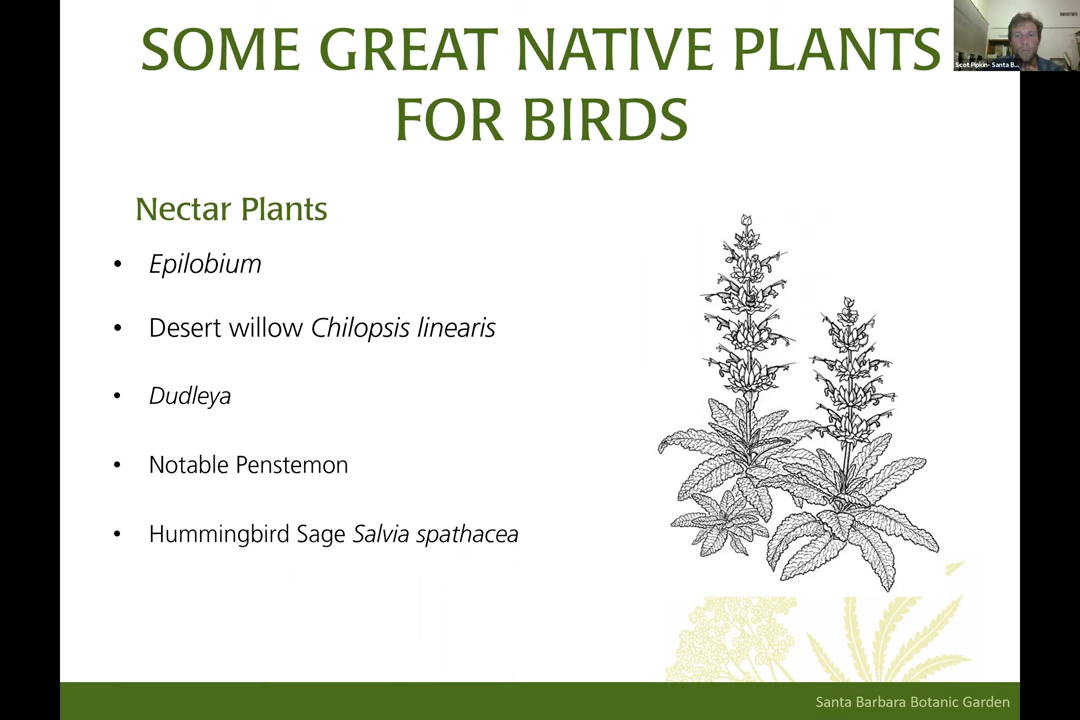 SOME GREAT NATIVE PLANTS
FOR BIRDS
Scot Pipkin- Santa B...
Nectar Plants
• Epilobium
• Desert willow Chilopsis linearis
• Dudleya
• Notable Penstemon
• Hummingbird Sage Salvia spathacea
Santa Barbara Botanic Garden